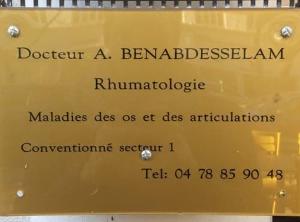 Docteur A. BENABDESSELAM
Rhumatologie
Maladies des os et des articulations
Conventionné secteur 1
Tel: 04 78 85 90 48